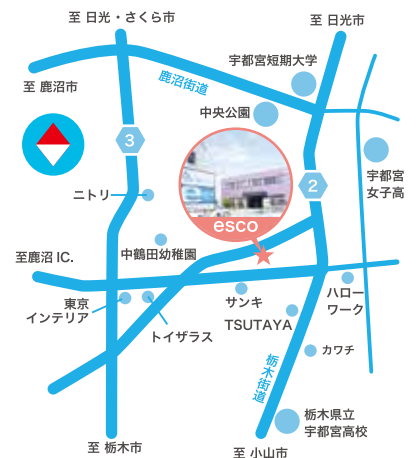 至 日光・さくら市
至 日光市
宇都宮短期大学
至 鹿沼市
鹿沼街道
中央公園
3
2
宇都宮
女子高
ニトリ
esco
中鶴田幼稚園
至鹿沼 IC.
東京
インテリア
トイザラス
サンキ
TSUTAYA
ハロー
ワーク
カワチ
栃木街道
栃木県立
宇都宮高校
至 栃木市
至 小山市